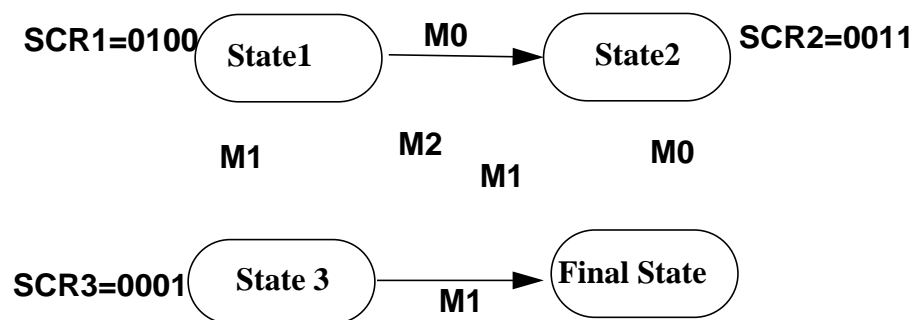 SCR1=0100
State1
M0
State2
SCR2=0011
M1
M2
M1
M0
SCR3=0001
State 3
M1
Final State